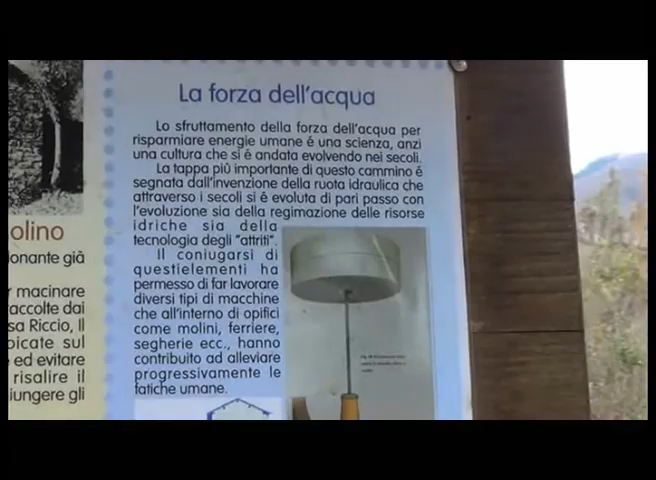 La forza dell'acqua
Lo sfruttamento della forza dell'acqua per
risparmiare energie umane é una scienza, anzi
una cultura che si é andata evolvendo nei secoli.
La tappa più importante di questo cammino é
segnata dall'invenzione della ruota idraulica che
attraverso i secoli si é evoluta di pari passo con
l'evoluzione sia della regimazione delle risorse
idriche sia della
tecnologia degli "attriti".
Il coniugarsi di
questielementi ha
permesso di far lavorare
diversi tipi di macchine
che all'interno di opifici
come molini, ferriere,
segherie ecc., hanno
contribuito ad alleviare
progressivamente le
fatiche umane.
olino
ionante già
macinare
accolte dai
sa Riccio, Il
picate sul
ed evitare
risalire il
iungere gli